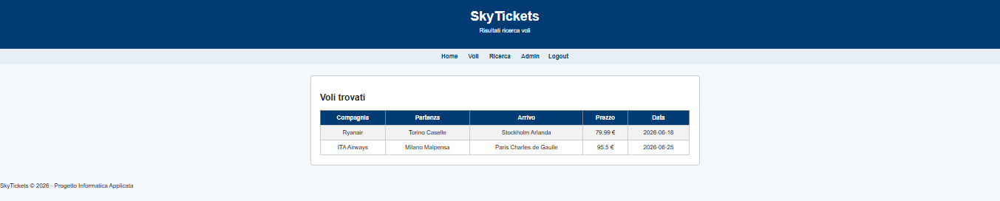 SkyTickets
Risultati ricerca voli
Home Voli Ricerca Admin Logout
Voli trovati
Compagnia Partenza Arrivo Prezzo Data
Ryanair Torino Caselle Stockholm Arlanda 79.99 € 2026-06-18
ITA Airways Milano Malpensa Paris Charles de Gaulle 95.5 € 2026-06-25
SkyTickets © 2026 - Progetto Informatica Applicata